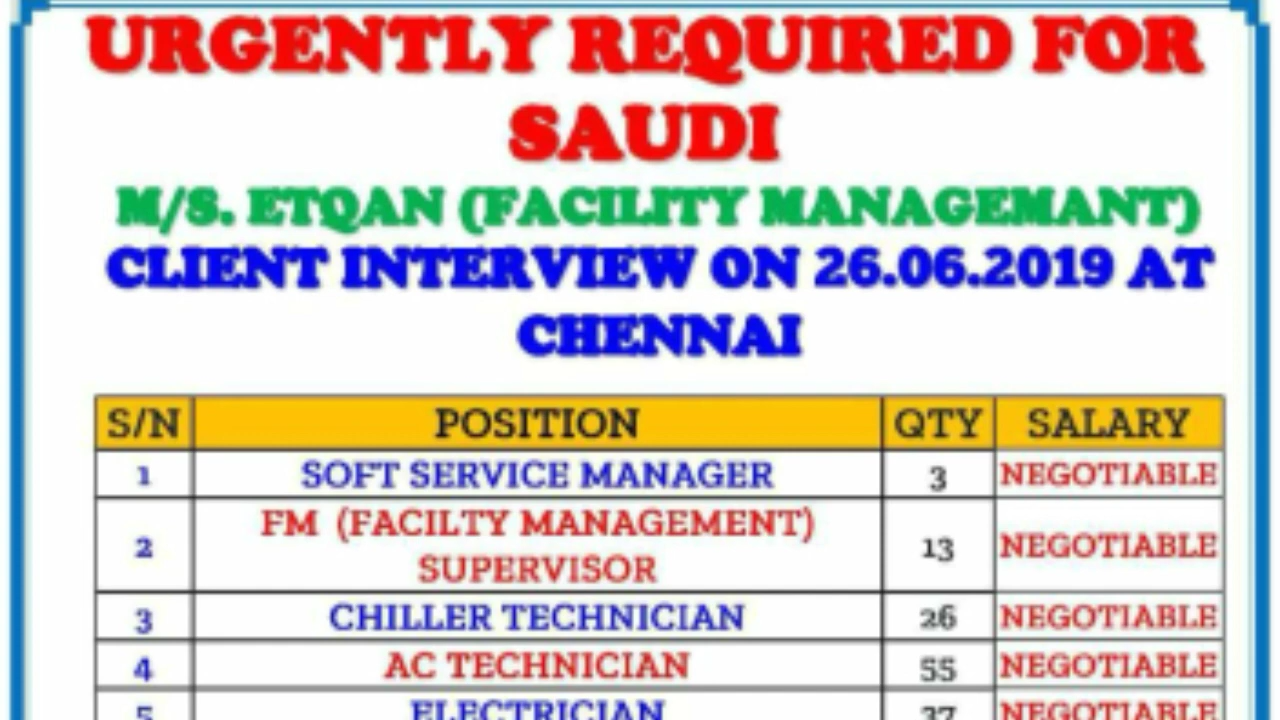 URGENTLY REQUIRED FOR
SAUDI
M/S. ETQAN (FACILITY MANAGEMANT)
CLIENT INTERVIEW ON 26.06.2019 AT
CHENNAI
S/N POSITION QTY SALARY
1 SOFT SERVICE MANAGER 3 NEGOTIABLE
2 FM (FACILTY MANAGEMENT) SUPERVISOR 13 NEGOTIABLE
3 CHILLER TECHNICIAN 26 NEGOTIABLE
4 AC TECHNICIAN 55 NEGOTIABLE
5 ELECTRICIAN 37 NEGOTIABLE